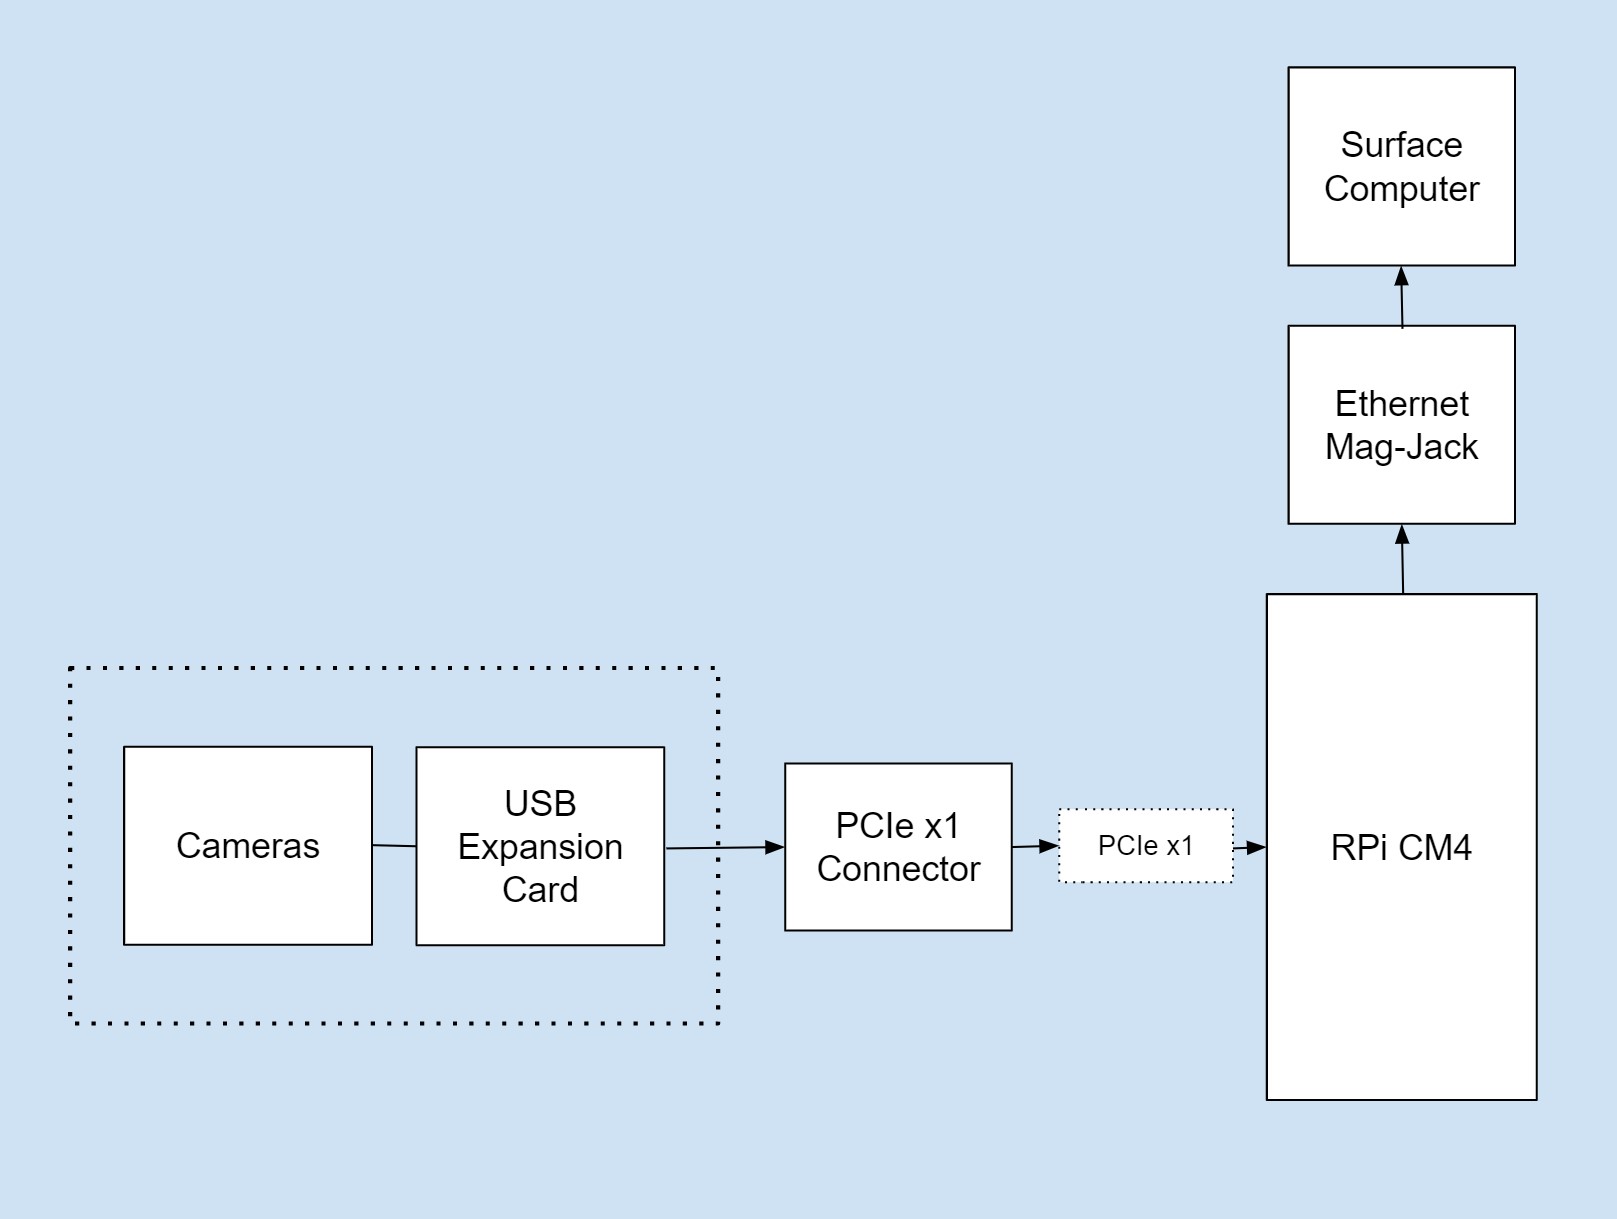 Surface
Computer
Ethernet
Mag-Jack
Cameras
USB
Expansion
Card
PCIe x1
Connector
PCIe x1
RPi CM4